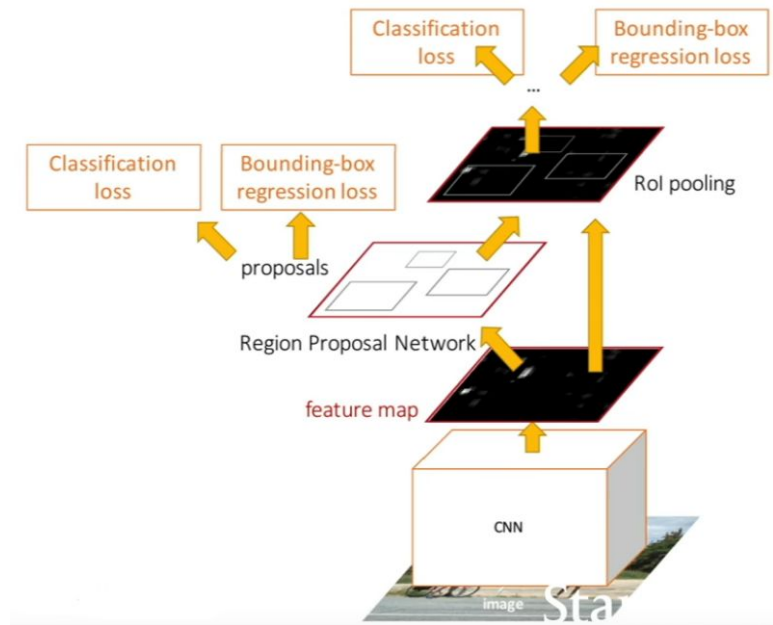 Classification
loss
Bounding-box
regression loss
...
Classification
loss
Bounding-box
regression loss
RoI pooling
proposals
Region Proposal Network
feature map
CNN
image